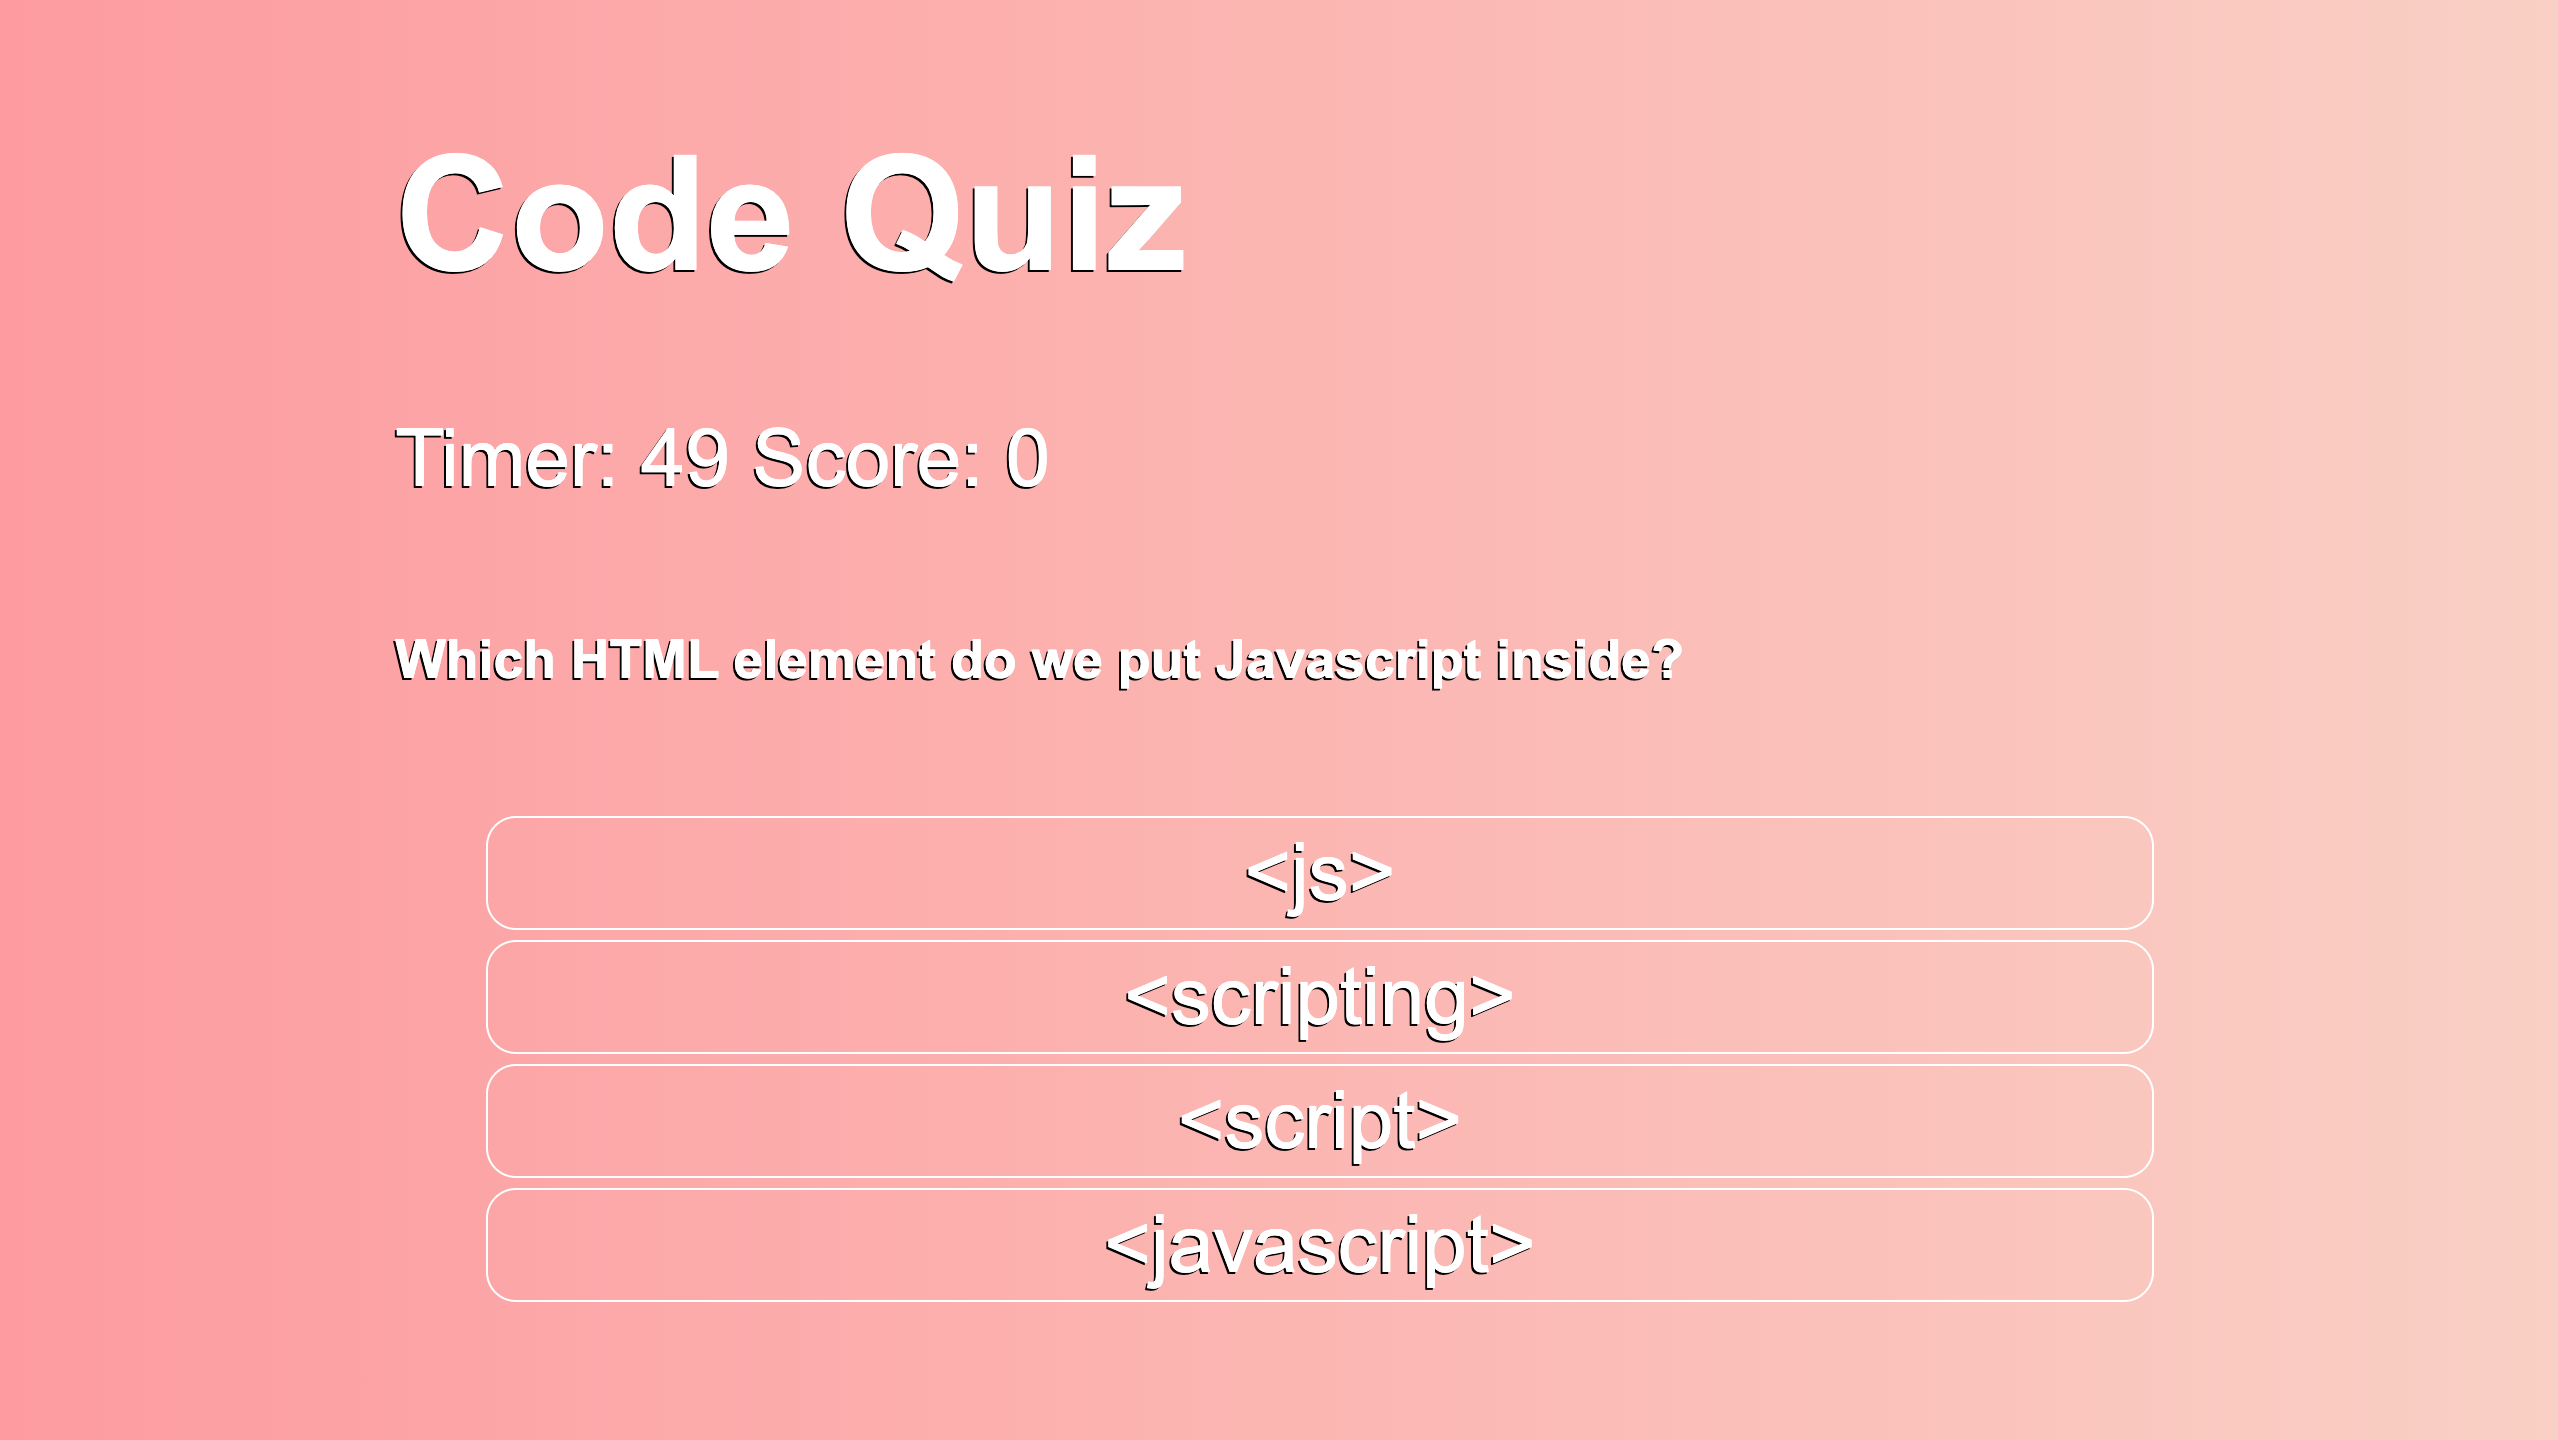 Code Quiz
Timer: 49 Score: 0
Which HTML element do we put Javascript inside?
<js>
<scripting>
<script>
<javascript>